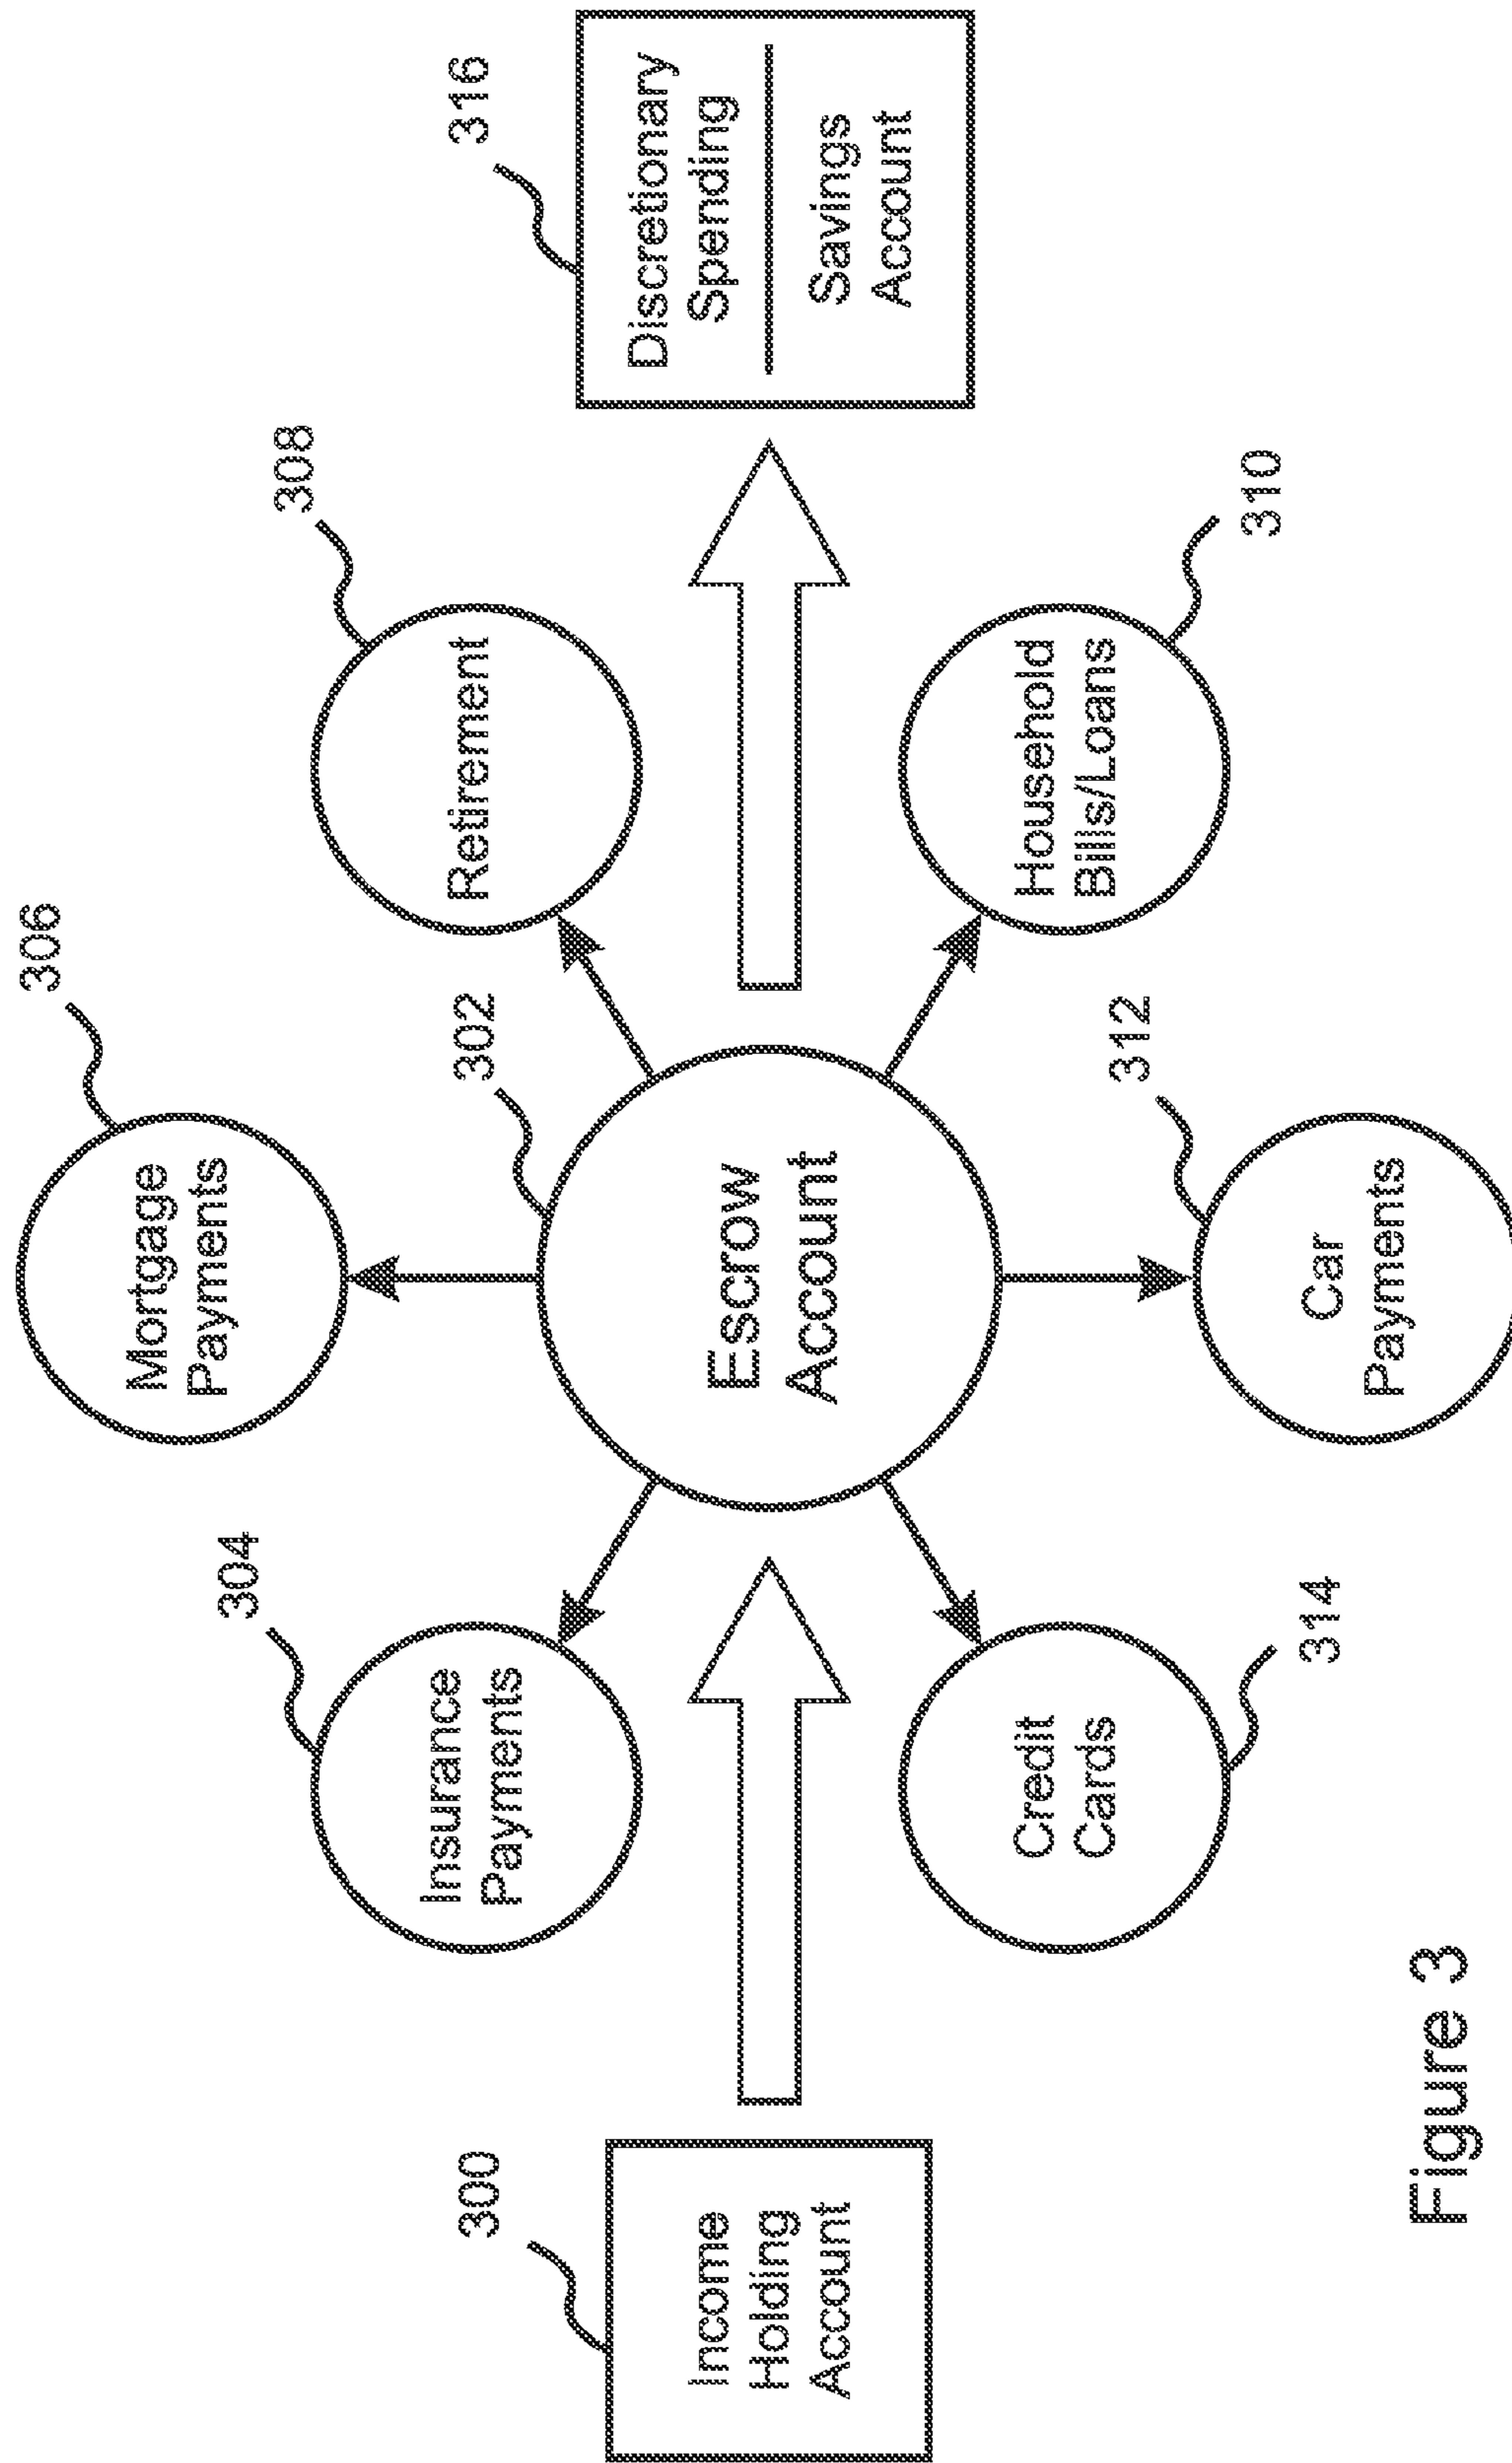 306
Mortgage
Payments
304
Insurance
Payments
308
Retirement
302
Escrow
Account
300
Income
Holding
Account
316
Discretionary
Spending
Savings
Account
314
Credit
Cards
312
Car
Payments
310
Household
Bills/Loans
Figure 3